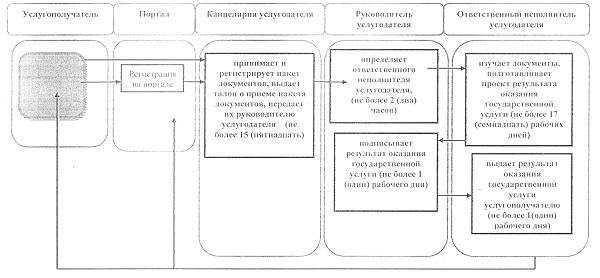 Услугополучатель
Портал
Канцелярия услугодателя
Руководитель
услугодателя
Ответственный исполнитель
услугодателя
Регистрация
на портале
принимает и
регистрирует пакет
документов, выдает
талон о приеме пакета
документов, передает
их руководителю
услугодателя (не
более 15 (пятнадцать)
определяет
ответственного
исполнителя
услугодателя,
(не более 2 (два)
часов)
изучает документы,
подготавливает
проект результата
оказания
государственной
услуги (не более 17
(семнадцать) рабочих
дней)
подписывает
результат оказания
государственной
услуги (не более 1
(один) рабочего дня)
выдает результат
оказания
государственной
услуги
услугополучателю
(не более 1(один)
рабочего дня)